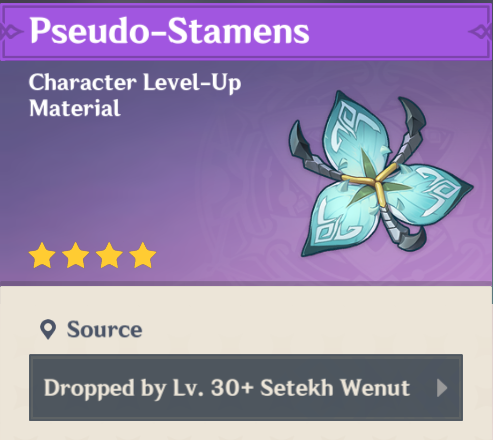 Pseudo-Stamens
Character Level-Up
Material
Source
Dropped by Lv. 30+ Setekh Wenut